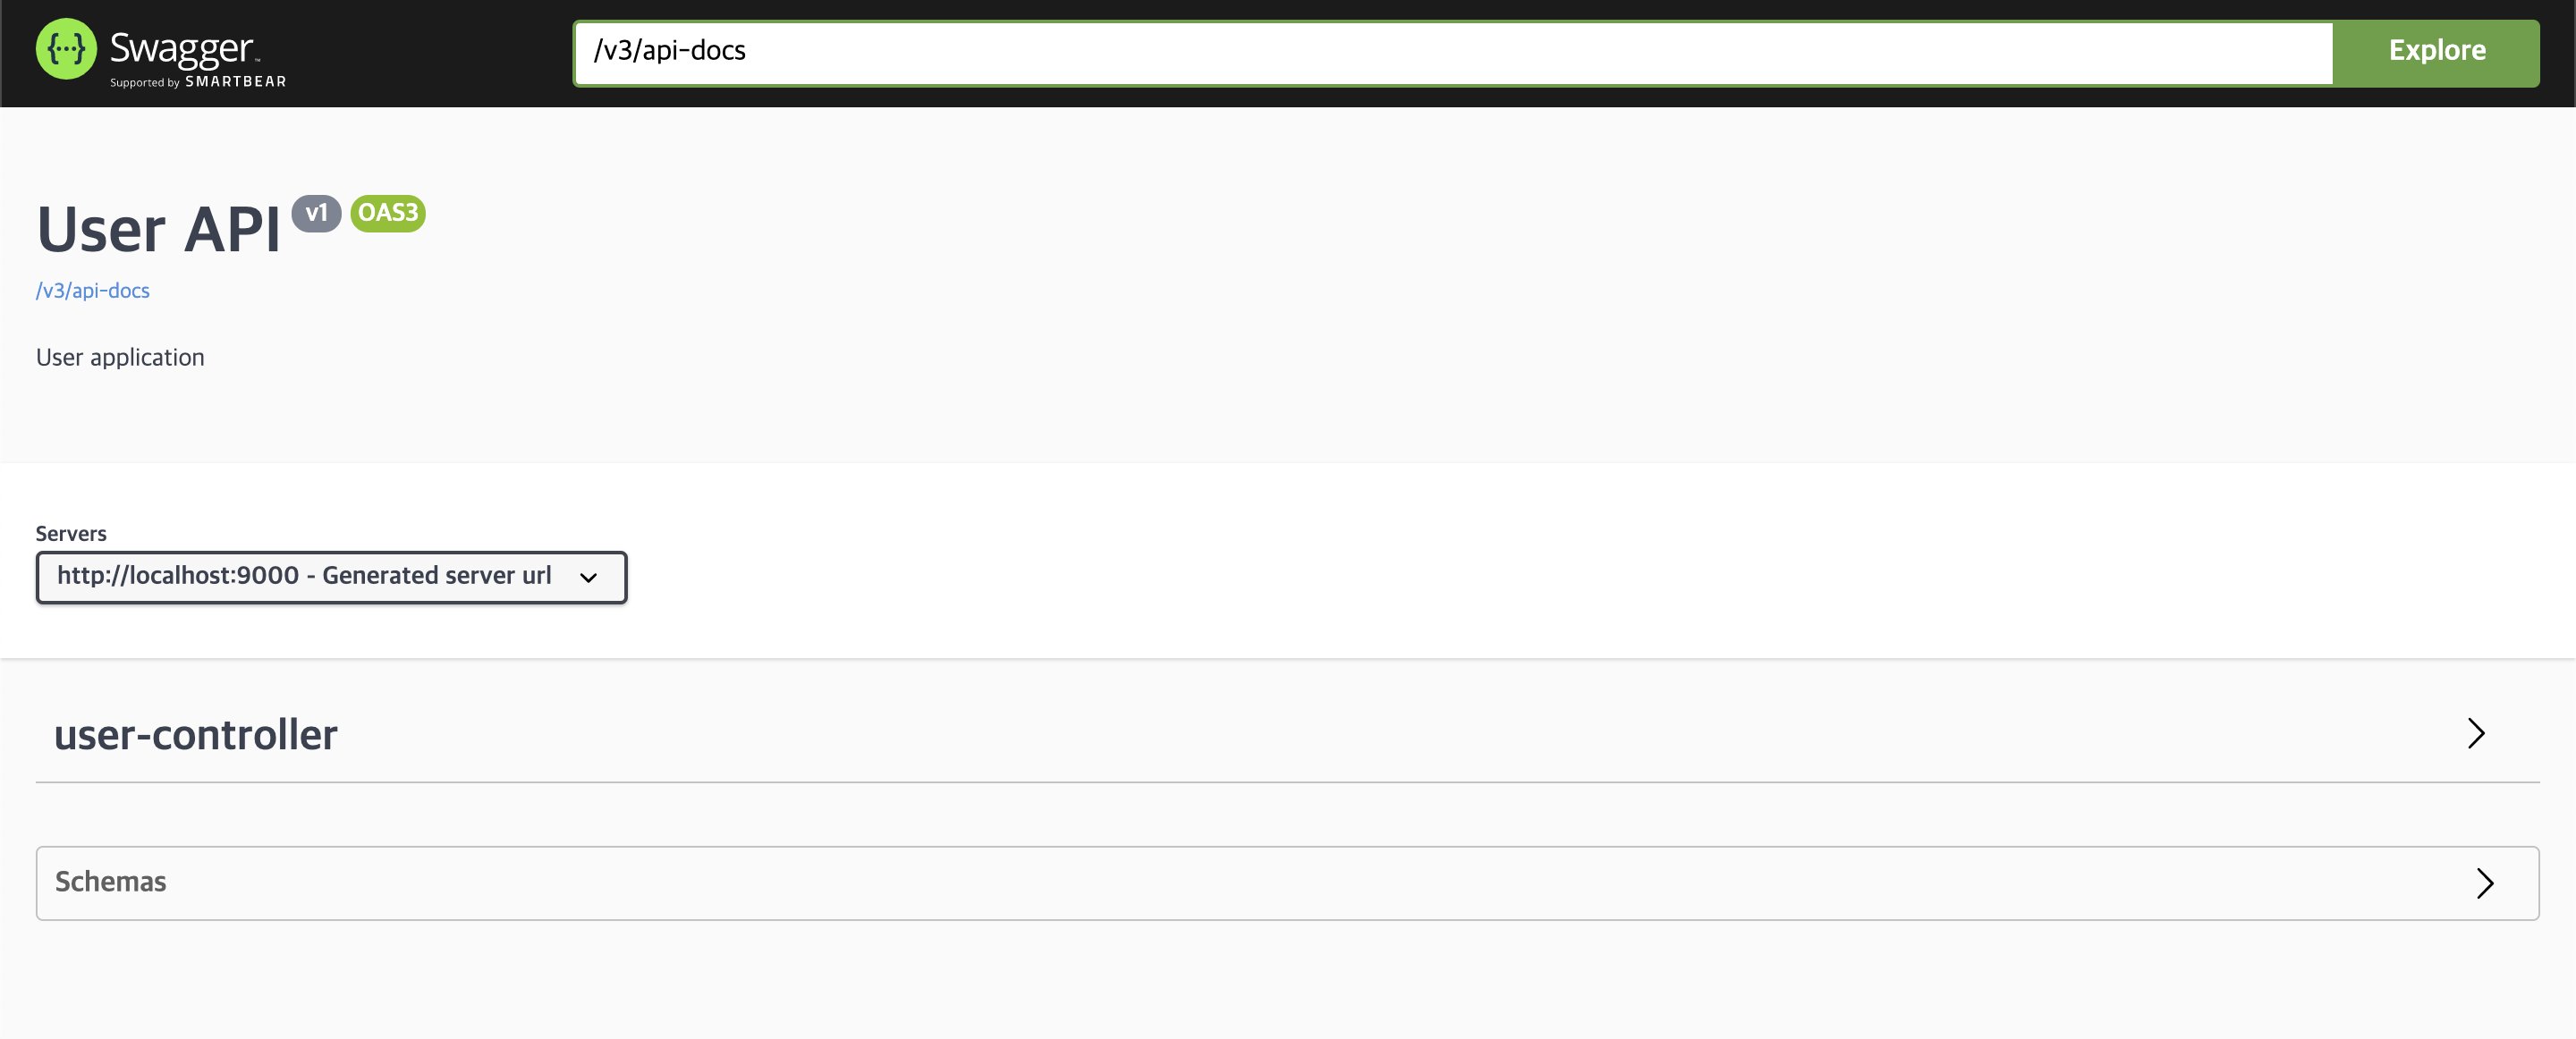 {···} Swagger™
Supported by SMARTBEAR
/v3/api-docs
Explore
User API v1 OAS3
/v3/api-docs
User application
Servers
http://localhost:9000 - Generated server url
user-controller
Schemas